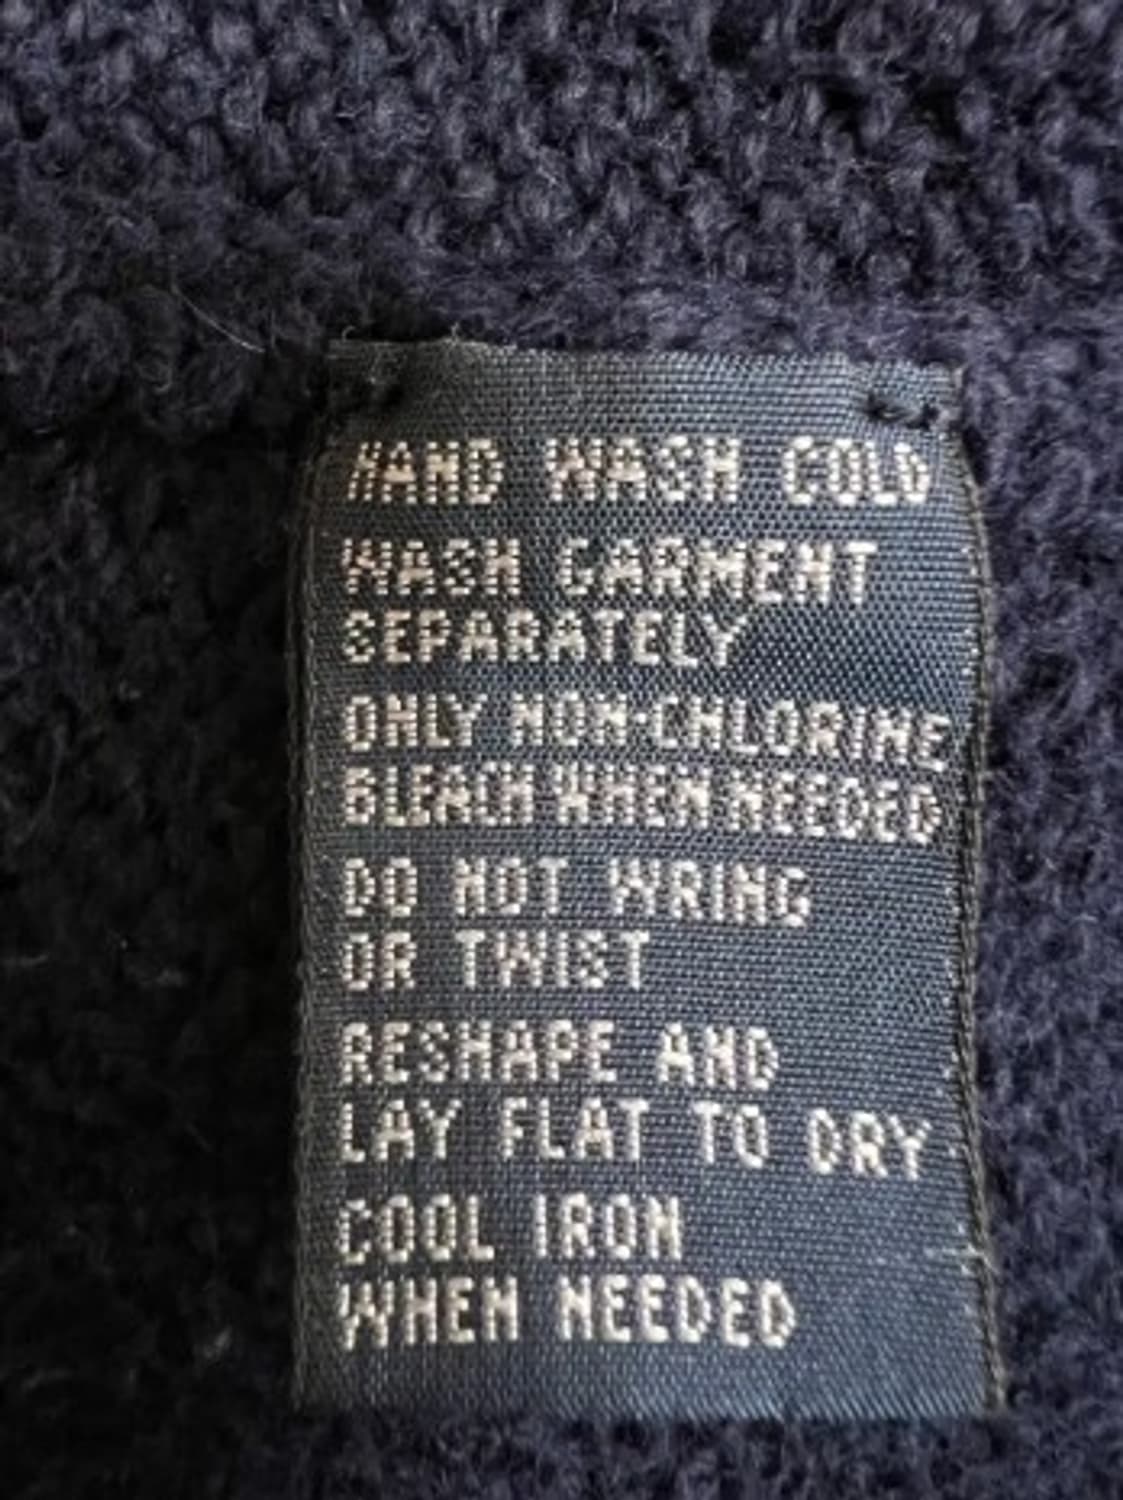 HAND WASH COLD
WASH GARMENT
SEPARATELY
ONLY NON-CHLORINE
BLEACH WHEN NEEDED
DO NOT WRING
OR TWIST
RESHAPE AND
LAY FLAT TO DRY
COOL IRON
WHEN NEEDED